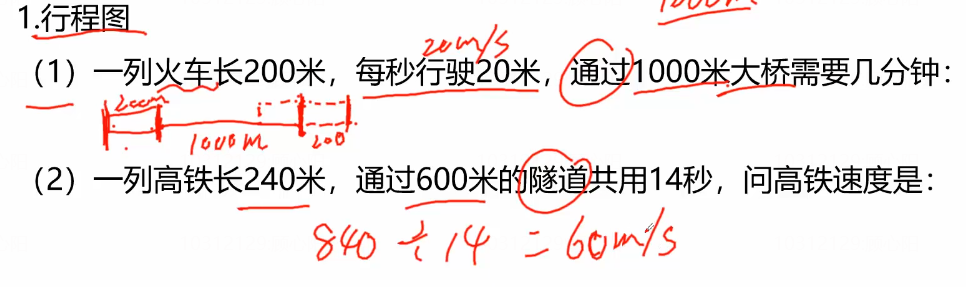 1000m
1.行程图
20m/s
（1）一列火车长200米，每秒行驶20米，通过1000米大桥需要几分钟：
200m
1000m 200
（2）一列高铁长240米，通过600米的隧道共用14秒，问高铁速度是：
840 ÷ 14 = 60m/s